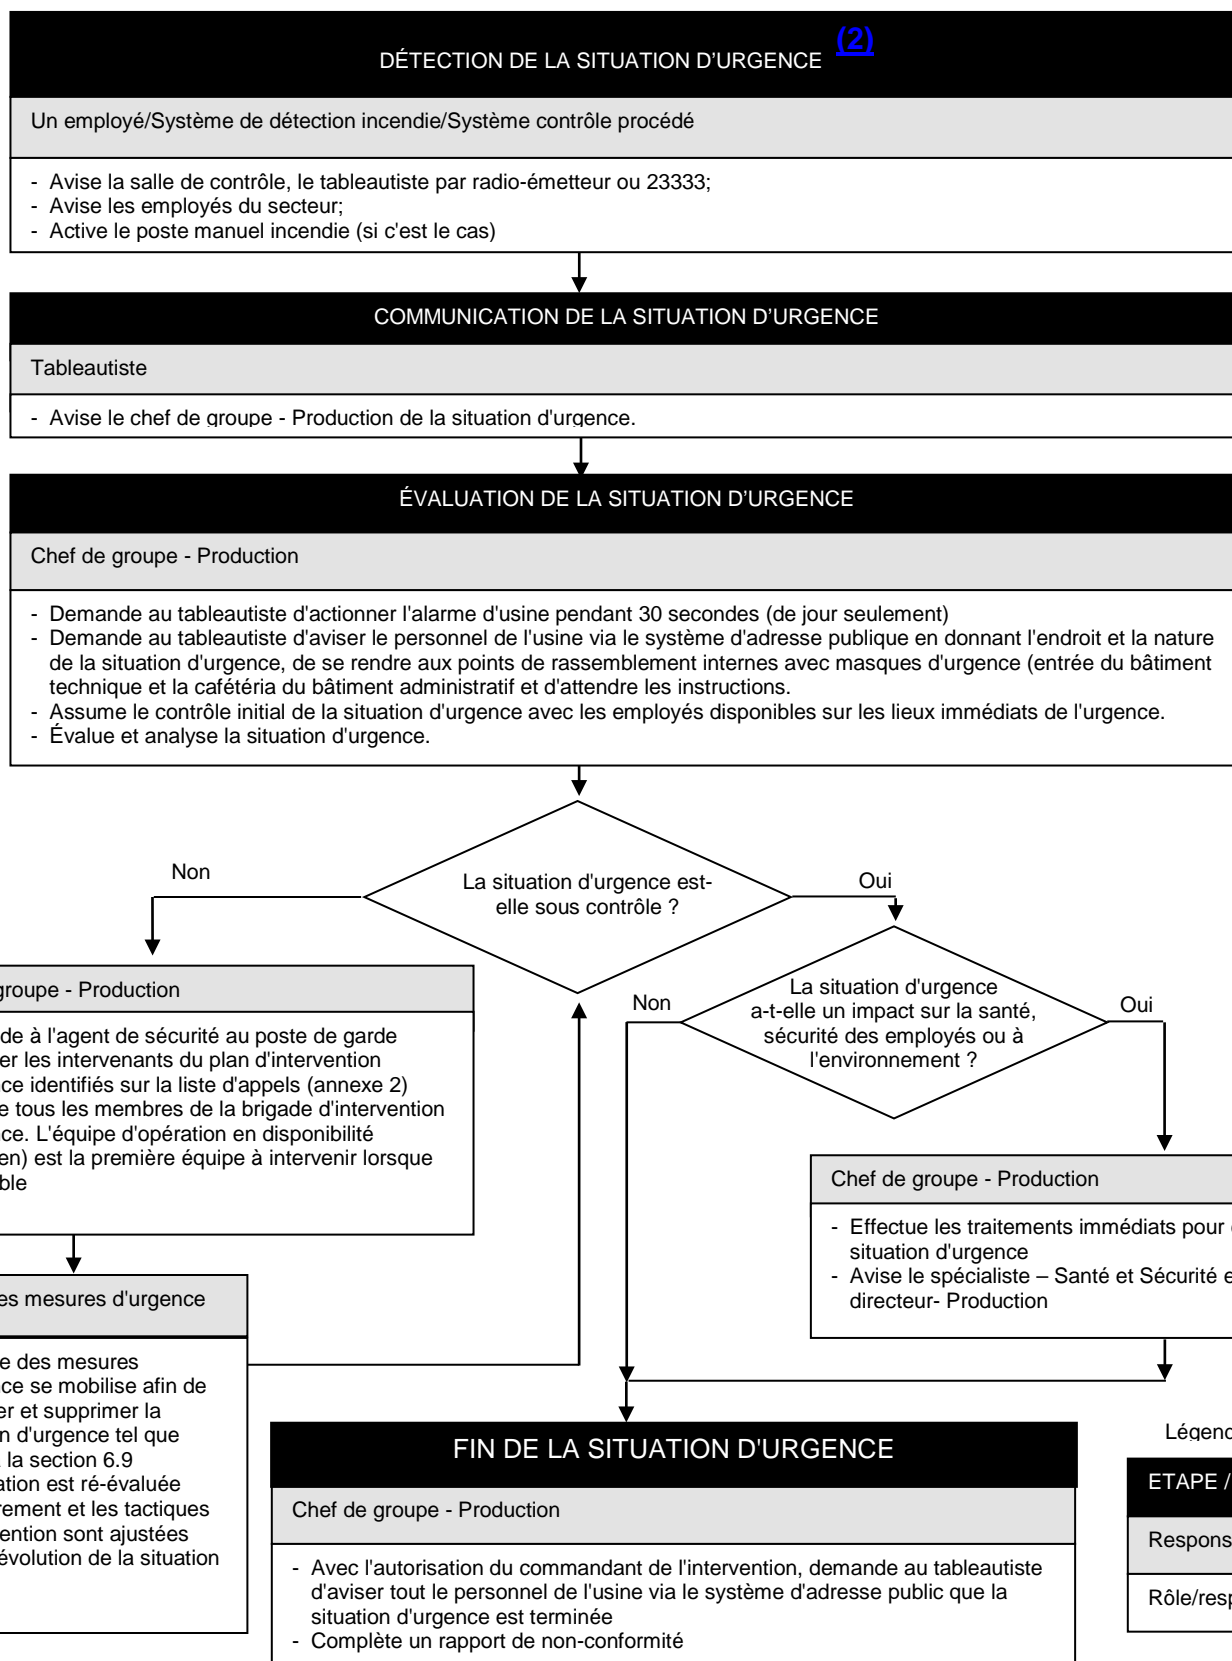 DÉTECTION DE LA SITUATION D'URGENCE (2)
Un employé/Système de détection incendie/Système contrôle procédé
- Avise la salle de contrôle, le tableautiste par radio-émetteur ou 23333;
- Avise les employés du secteur;
- Active le poste manuel incendie (si c'est le cas)
COMMUNICATION DE LA SITUATION D'URGENCE
Tableautiste
- Avise le chef de groupe - Production de la situation d'urgence.
ÉVALUATION DE LA SITUATION D'URGENCE
Chef de groupe - Production
- Demande au tableautiste d'actionner l'alarme d'usine pendant 30 secondes (de jour seulement)
- Demande au tableautiste d'aviser le personnel de l'usine via le système d'adresse publique en donnant l'endroit et la nature
de la situation d'urgence, de se rendre aux points de rassemblement internes avec masques d'urgence (entrée du bâtiment
technique et la cafétéria du bâtiment administratif et d'attendre les instructions.
- Assume le contrôle initial de la situation d'urgence avec les employés disponibles sur les lieux immédiats de l'urgence.
- Évalue et analyse la situation d'urgence.
La situation d'urgence est-
elle sous contrôle ?
Non
Oui
La situation d'urgence
a-t-elle un impact sur la santé,
sécurité des employés ou à
l'environnement ?
Non
Oui
groupe - Production
de à l'agent de sécurité au poste de garde
er les intervenants du plan d'intervention
nce identifiés sur la liste d'appels (annexe 2)
e tous les membres de la brigade d'intervention
nce. L'équipe d'opération en disponibilité
en) est la première équipe à intervenir lorsque
ble
Chef de groupe - Production
- Effectue les traitements immédiats pour
situation d'urgence
- Avise le spécialiste – Santé et Sécurité e
directeur- Production
es mesures d'urgence
e des mesures
nce se mobilise afin de
er et supprimer la
n d'urgence tel que
la section 6.9
ation est ré-évaluée
rement et les tactiques
ention sont ajustées
évolution de la situation
FIN DE LA SITUATION D'URGENCE
Chef de groupe - Production
- Avec l'autorisation du commandant de l'intervention, demande au tableautiste
d'aviser tout le personnel de l'usine via le système d'adresse public que la
situation d'urgence est terminée
- Complète un rapport de non-conformité
Légend
ETAPE /
Respons
Rôle/resp